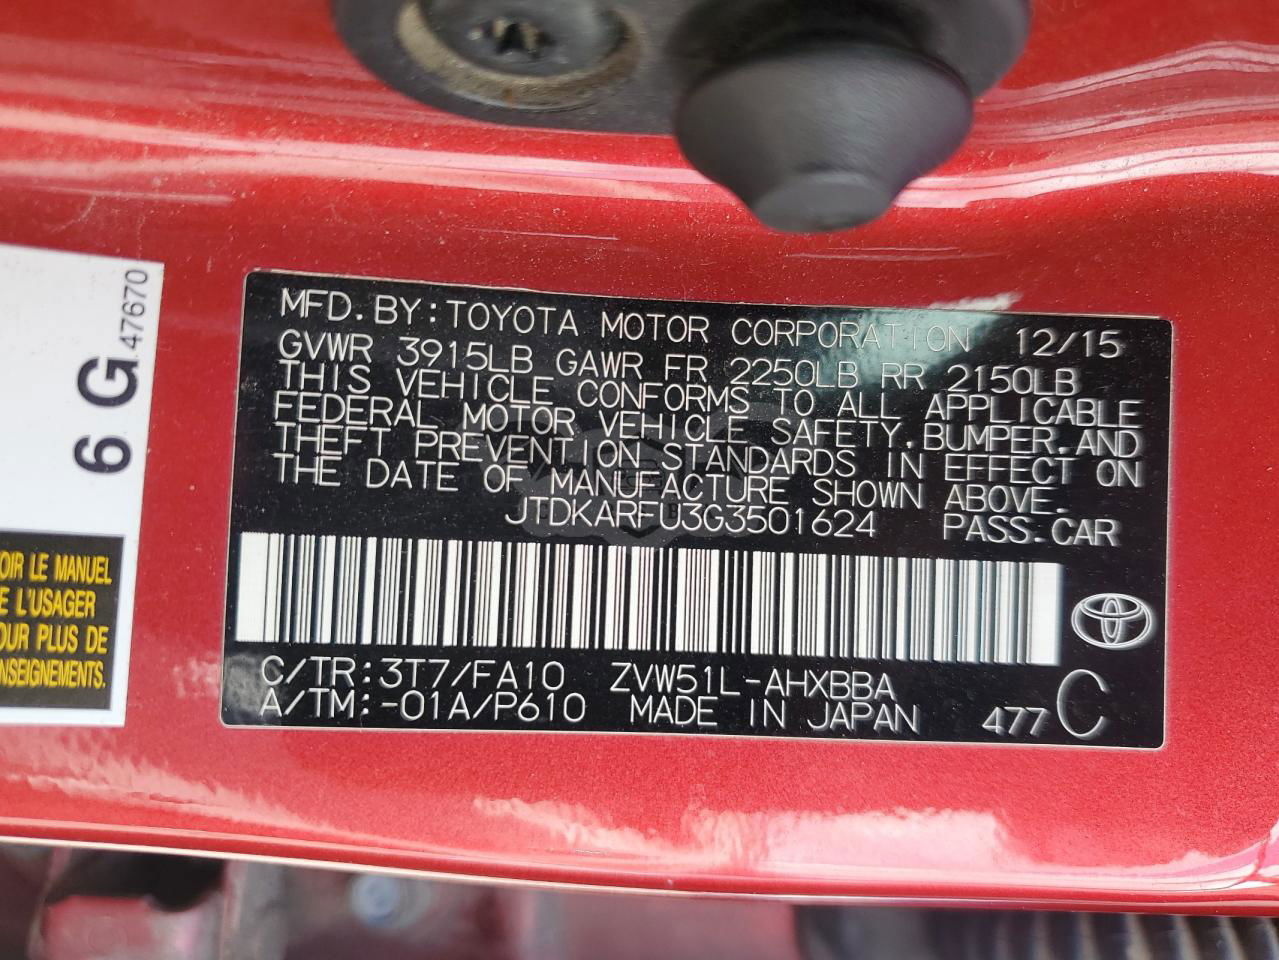 MFD. BY: TOYOTA MOTOR CORPORATION 12/15
GVWR 3915LB GAWR FR 2250LB RR 2150LB
THIS VEHICLE CONFORMS TO ALL APPLICABLE
FEDERAL MOTOR VEHICLE SAFETY, BUMPER, AND
THEFT PREVENTION STANDARDS IN EFFECT ON
THE DATE OF MANUFACTURE SHOWN ABOVE.
JTDKARFU3G3501624 PASS. CAR
C/TR: 3T7/FA10 ZVW51L-AHXBBA
A/TM: -01A/P610 MADE IN JAPAN 477 C
47670
6 G
OIR LE MANUEL
E L'USAGER
OUR PLUS DE
NSEIGNEMENTS.